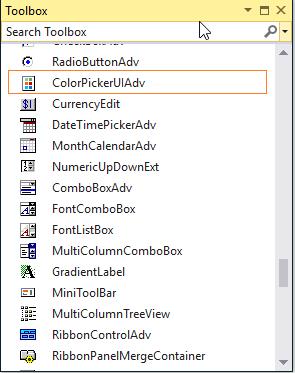 Toolbox
Search Toolbox
RadioButtonAdv
ColorPickerUIAdv
CurrencyEdit
DateTimePickerAdv
MonthCalendarAdv
NumericUpDownExt
ComboBoxAdv
FontComboBox
FontListBox
MultiColumnComboBox
GradientLabel
MiniToolBar
MultiColumnTreeView
RibbonControlAdv
RibbonPanelMergeContainer